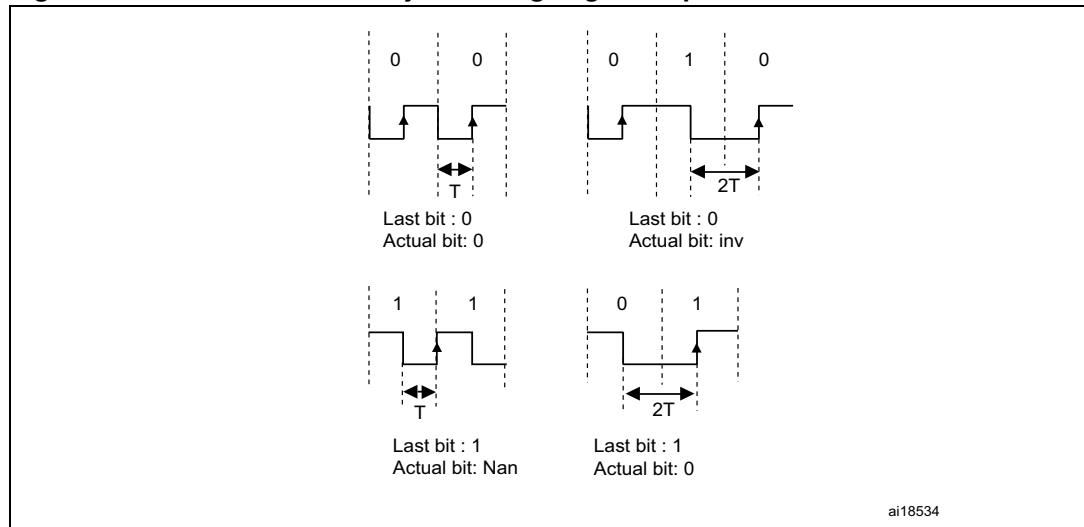 0 0
0 1 0
T
2T
Last bit : 0
Actual bit: 0
Last bit : 0
Actual bit: inv
1 1
0 1
T
2T
Last bit : 1
Actual bit: Nan
Last bit : 1
Actual bit: 0
ai18534